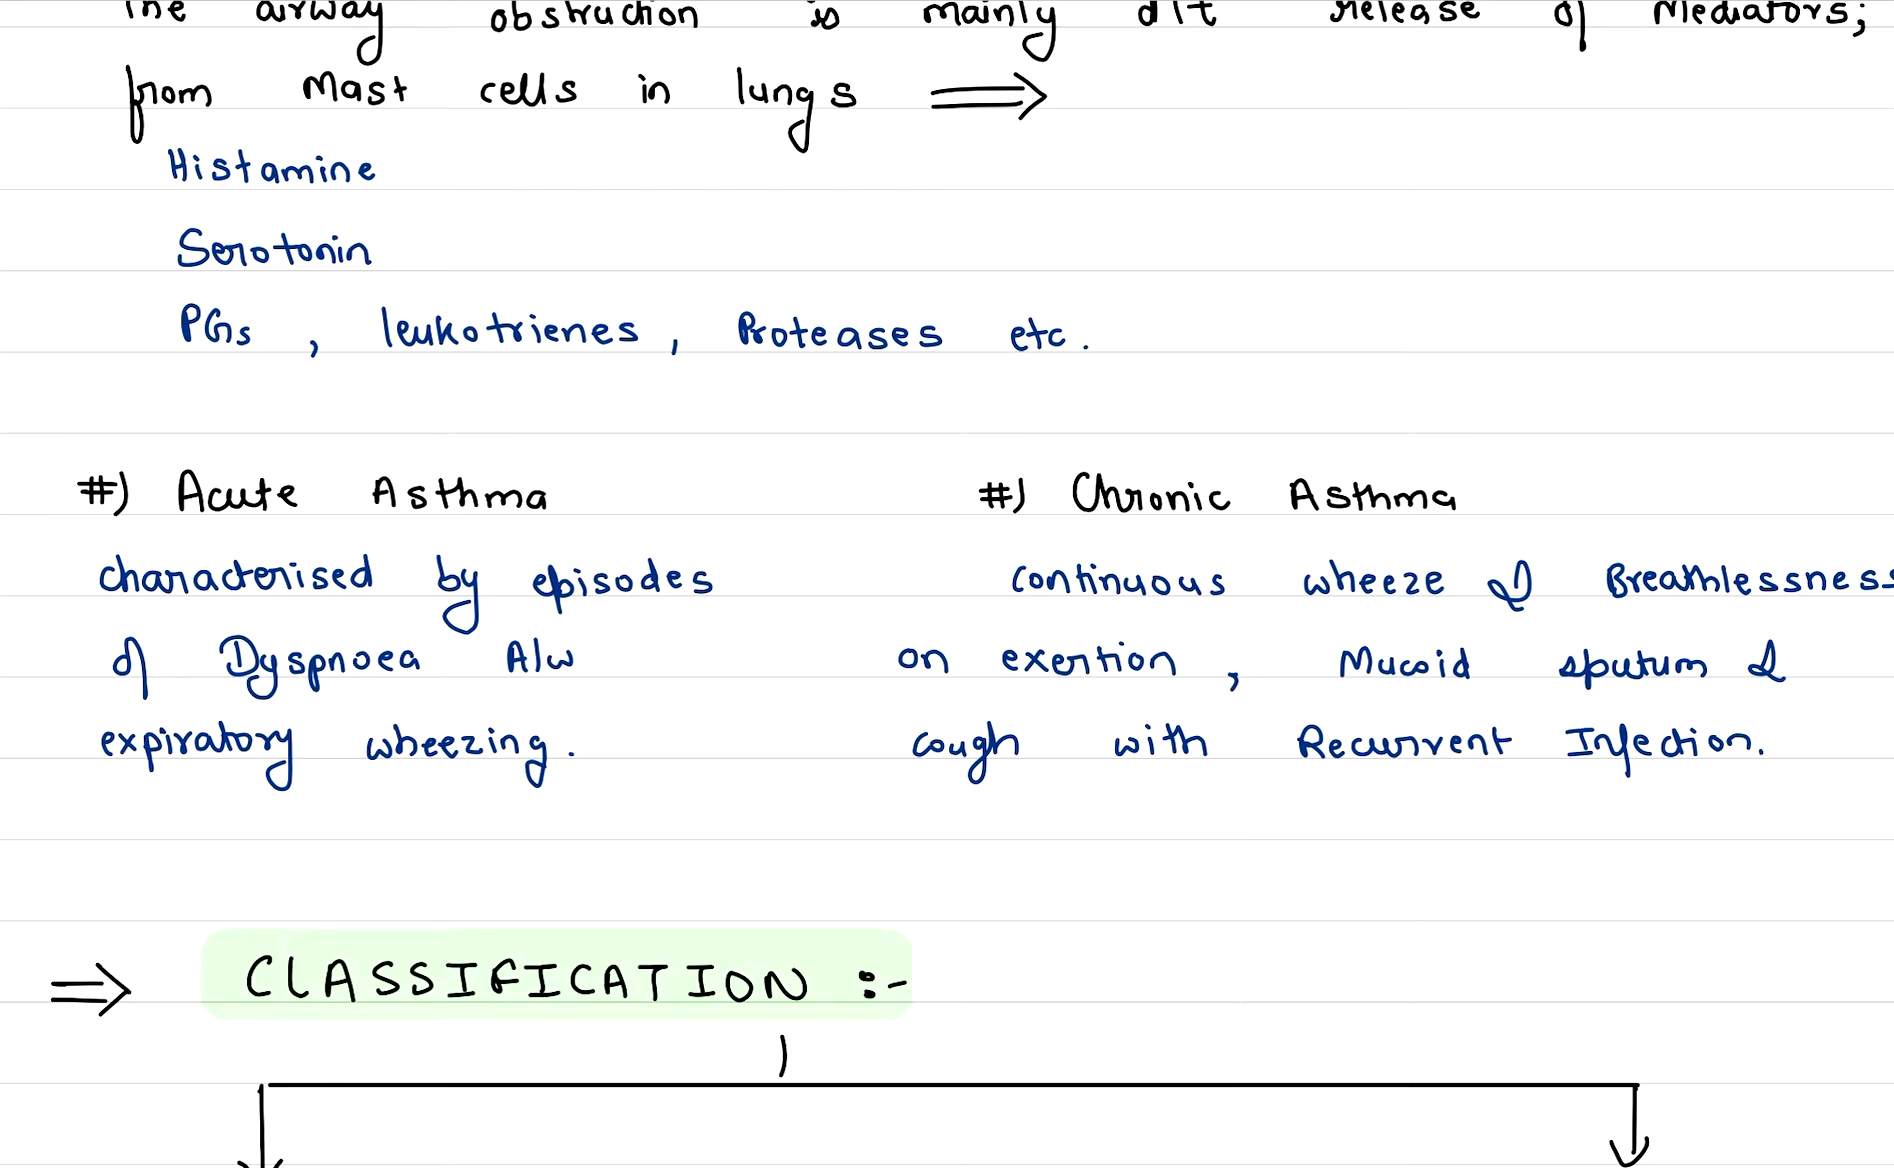 The airway obstruction is mainly d/t release of Mediators;
from Mast cells in lungs ⟹
Histamine
Serotonin
PGs , leukotrienes , Proteases etc.
#) Acute Asthma
characterised by episodes
of Dyspnoea A/w
expiratory wheezing.
#) Chronic Asthma
continuous wheeze & Breathlessness
on exertion , Mucoid sputum &
cough with Recurrent Infection.
⟹ CLASSIFICATION :-